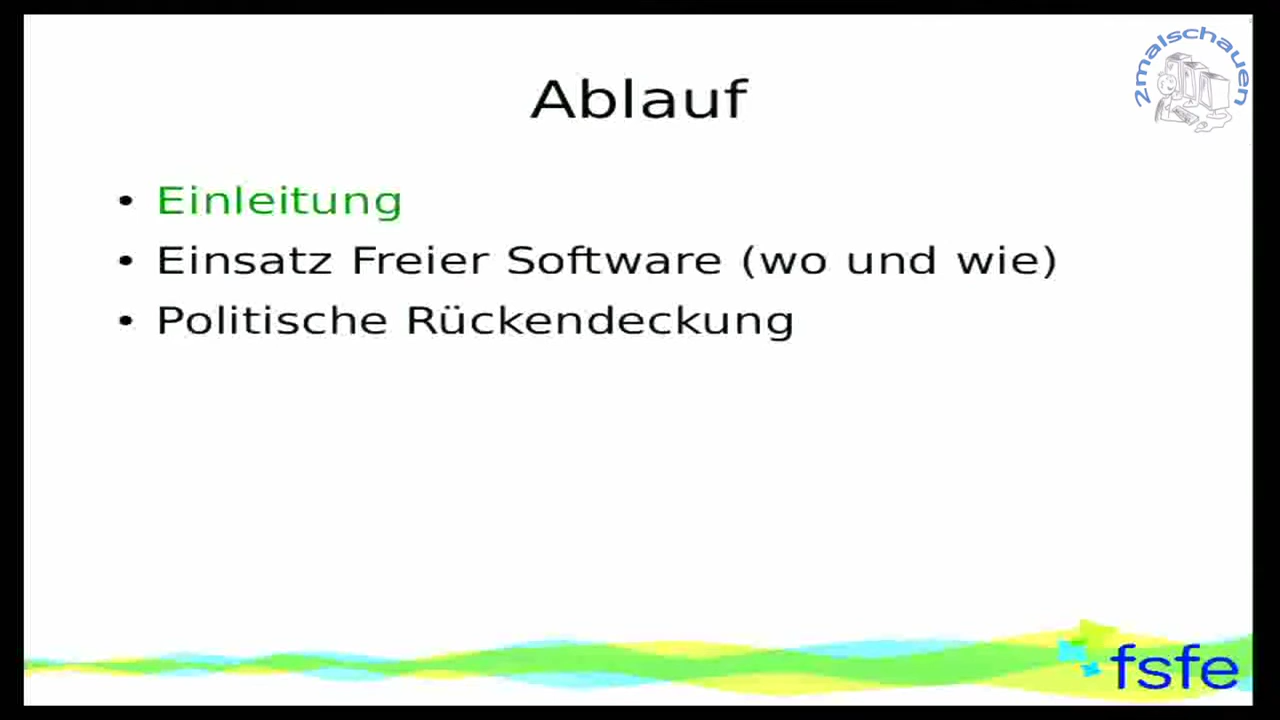 2malschauen
Ablauf
• Einleitung
• Einsatz Freier Software (wo und wie)
• Politische Rückendeckung
fsfe